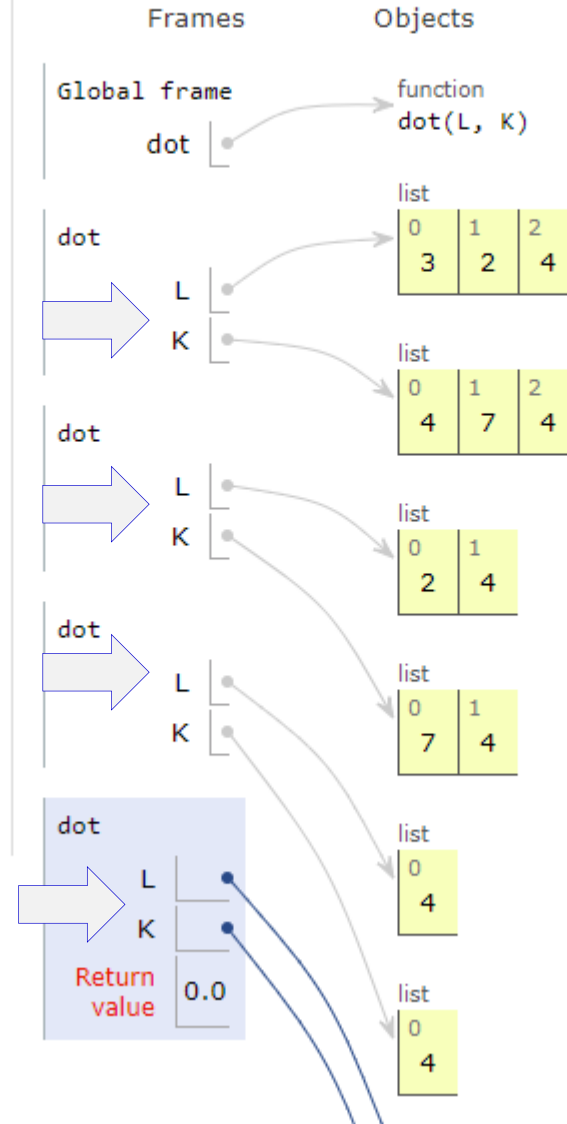 Frames Objects
Global frame
function
dot(L, K)
dot
list
0 1 2
3 2 4
dot
L
K
list
0 1 2
4 7 4
dot
L
K
list
0 1
2 4
dot
L
K
list
0 1
7 4
dot
L
K
Return
value
0.0
list
0
4
list
0
4